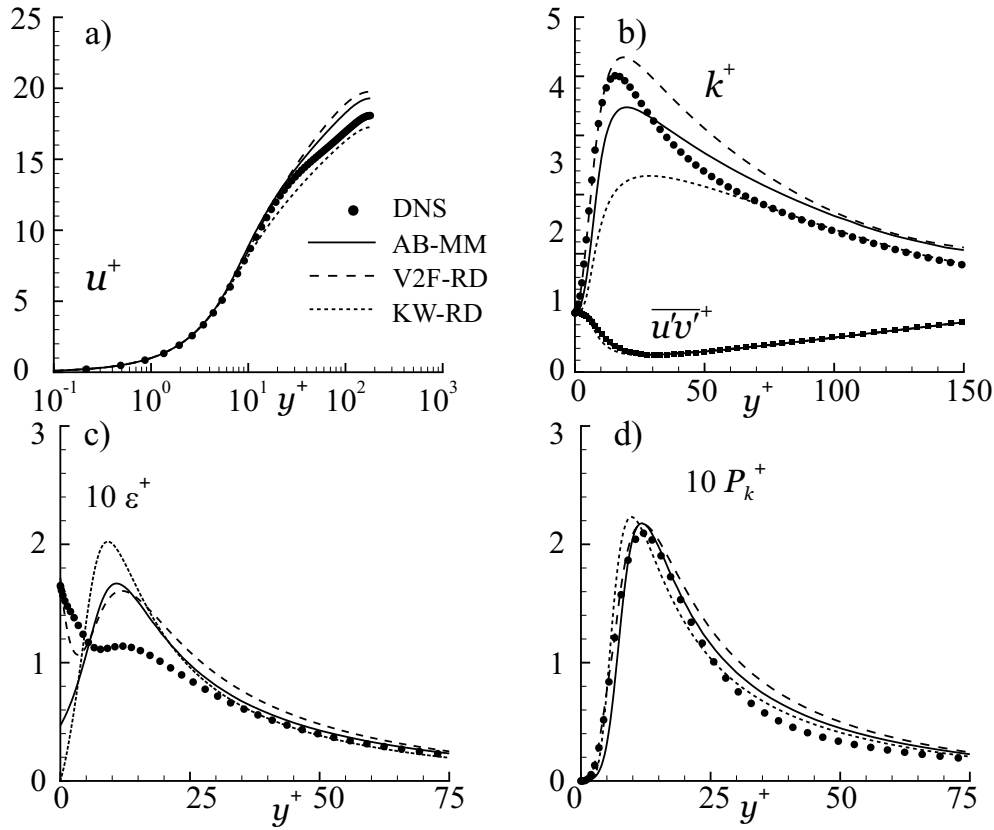 a)
25
20
15
10
5
0
u⁺
DNS
AB-MM
V2F-RD
KW-RD
10⁻¹ 10⁰ 10¹ y⁺ 10² 10³
b)
5
4
3
2
1
0
k⁺
u'v'⁺
0 50 y⁺ 100 150
c)
3
2
1
0
10 ε⁺
0 25 y⁺ 50 75
d)
3
2
1
0
10 Pₖ⁺
0 25 y⁺ 50 75